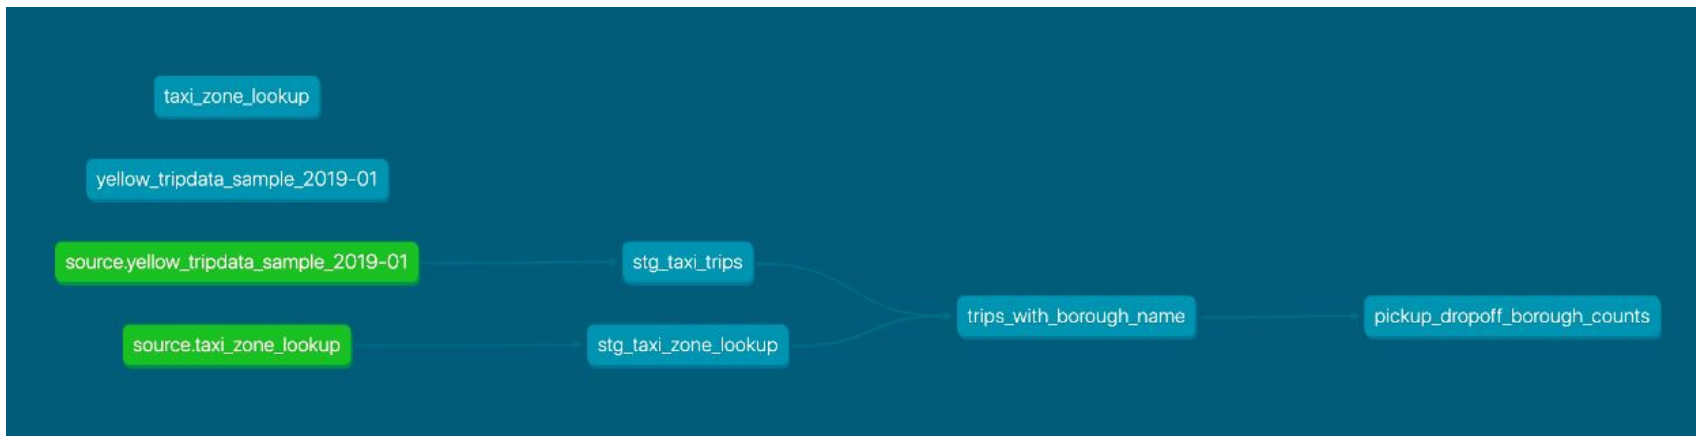 taxi_zone_lookup
yellow_tripdata_sample_2019-01
source.yellow_tripdata_sample_2019-01
stg_taxi_trips
trips_with_borough_name
pickup_dropoff_borough_counts
source.taxi_zone_lookup
stg_taxi_zone_lookup